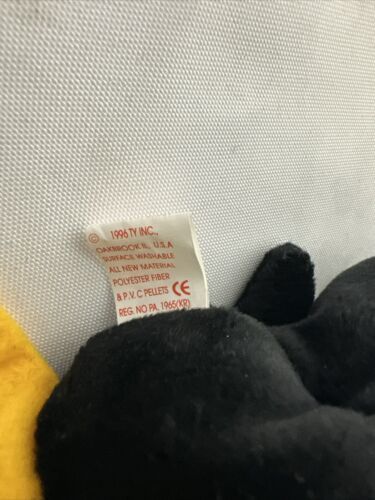 © 1996 TY INC.,
OAKBROOK IL, U.S.A
SURFACE WASHABLE
ALL NEW MATERIAL
POLYESTER FIBER
& P.V.C PELLETS CE
REG. NO PA. 1965(KR)